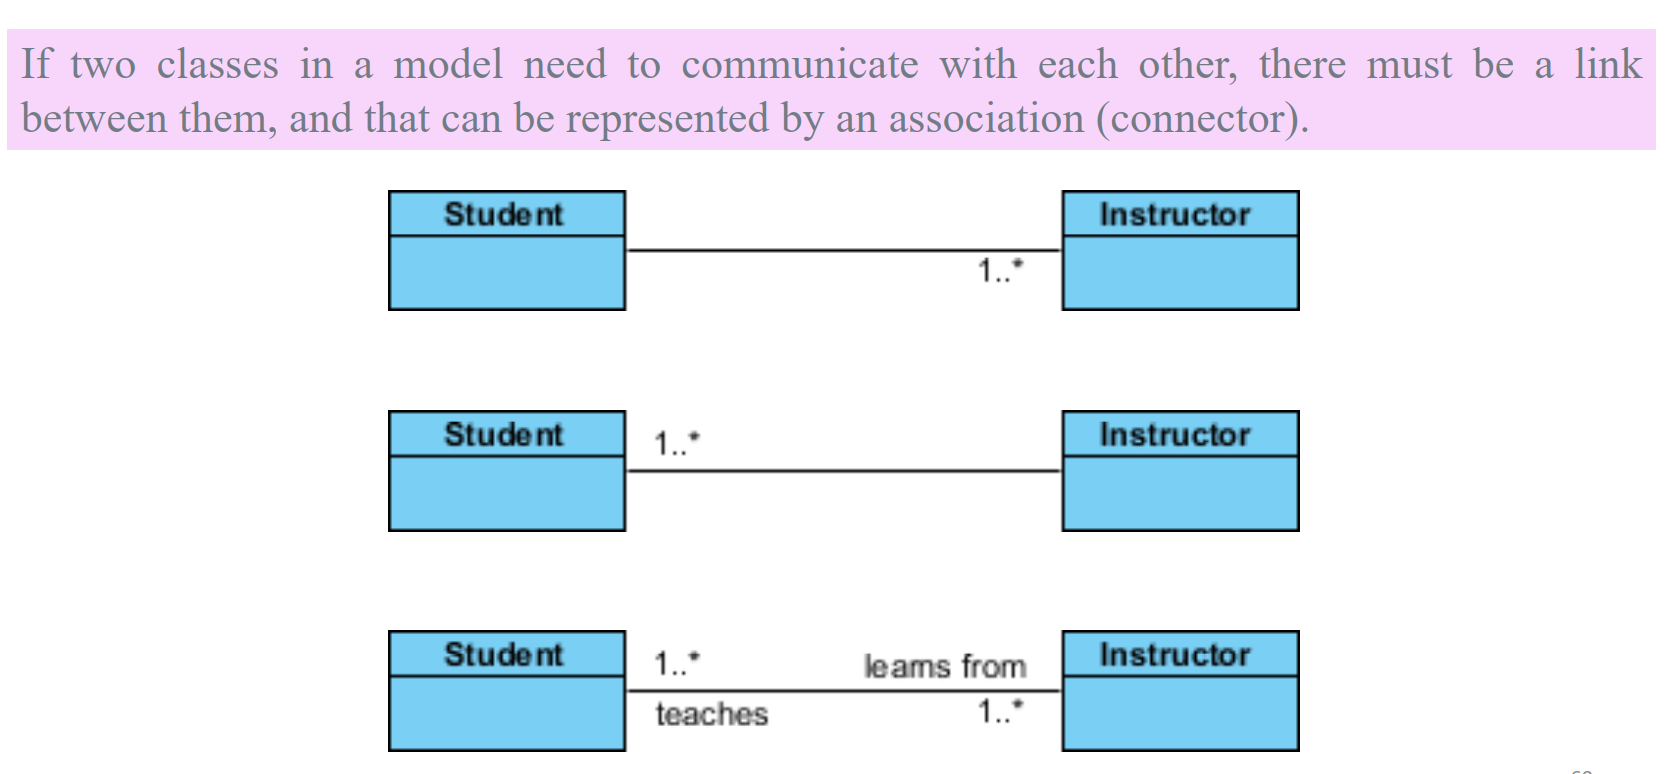 If two classes in a model need to communicate with each other, there must be a link
between them, and that can be represented by an association (connector).
Student
Instructor
1..*
Student
1..*
Instructor
Student
1..*
learns from
Instructor
teaches
1..*